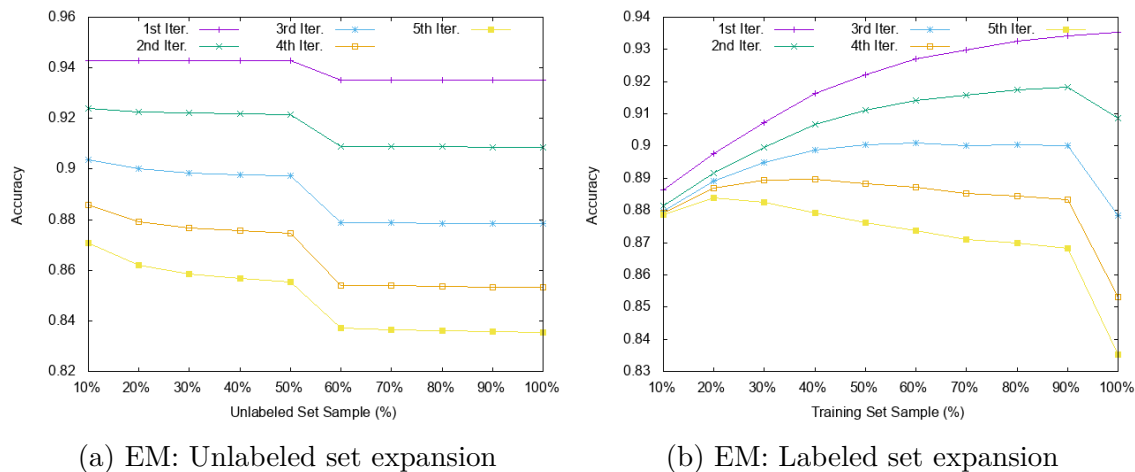 0.96
0.94
0.92
0.9
0.88
0.86
0.84
0.82
Accuracy
1st Iter.
2nd Iter.
3rd Iter.
4th Iter.
5th Iter.
10% 20% 30% 40% 50% 60% 70% 80% 90% 100%
Unlabeled Set Sample (%)
(a) EM: Unlabeled set expansion
0.94
0.93
0.92
0.91
0.9
0.89
0.88
0.87
0.86
0.85
0.84
0.83
Accuracy
1st Iter.
2nd Iter.
3rd Iter.
4th Iter.
5th Iter.
10% 20% 30% 40% 50% 60% 70% 80% 90% 100%
Training Set Sample (%)
(b) EM: Labeled set expansion